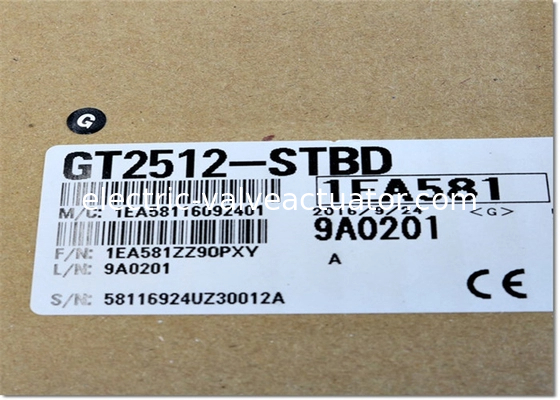 G
GT2512-STBD
1EA581
electric-valveactuator.com
M/C: 1EA58116092401
2016/9/24 <G>
F/N: 1EA581ZZ90PXY
9A0201
L/N: 9A0201
A
S/N: 58116924UZ30012A
CE